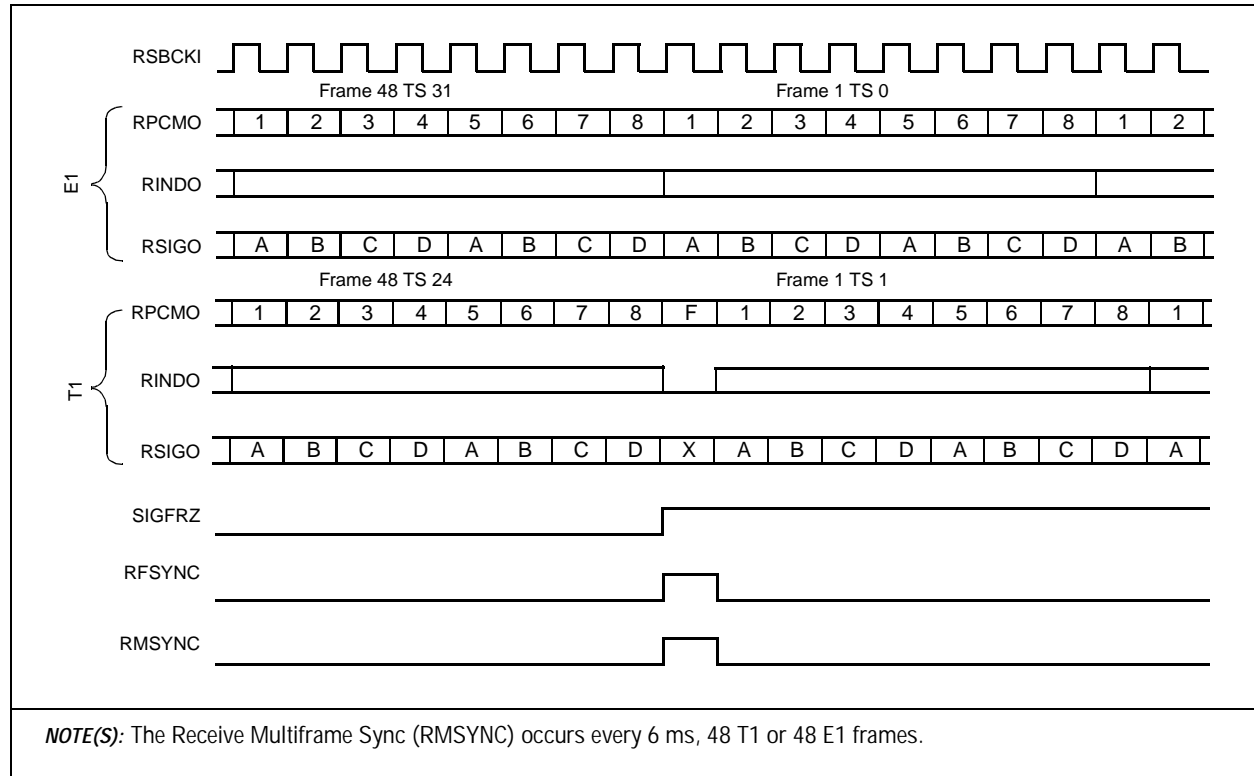 RSBCKI
Frame 48 TS 31 Frame 1 TS 0
E1
RPCMO 1 2 3 4 5 6 7 8 1 2 3 4 5 6 7 8 1 2
RINDO
RSIGO A B C D A B C D A B C D A B C D A B
Frame 48 TS 24 Frame 1 TS 1
T1
RPCMO 1 2 3 4 5 6 7 8 F 1 2 3 4 5 6 7 8 1
RINDO
RSIGO A B C D A B C D X A B C D A B C D A
SIGFRZ
RFSYNC
RMSYNC
NOTE(S): The Receive Multiframe Sync (RMSYNC) occurs every 6 ms, 48 T1 or 48 E1 frames.